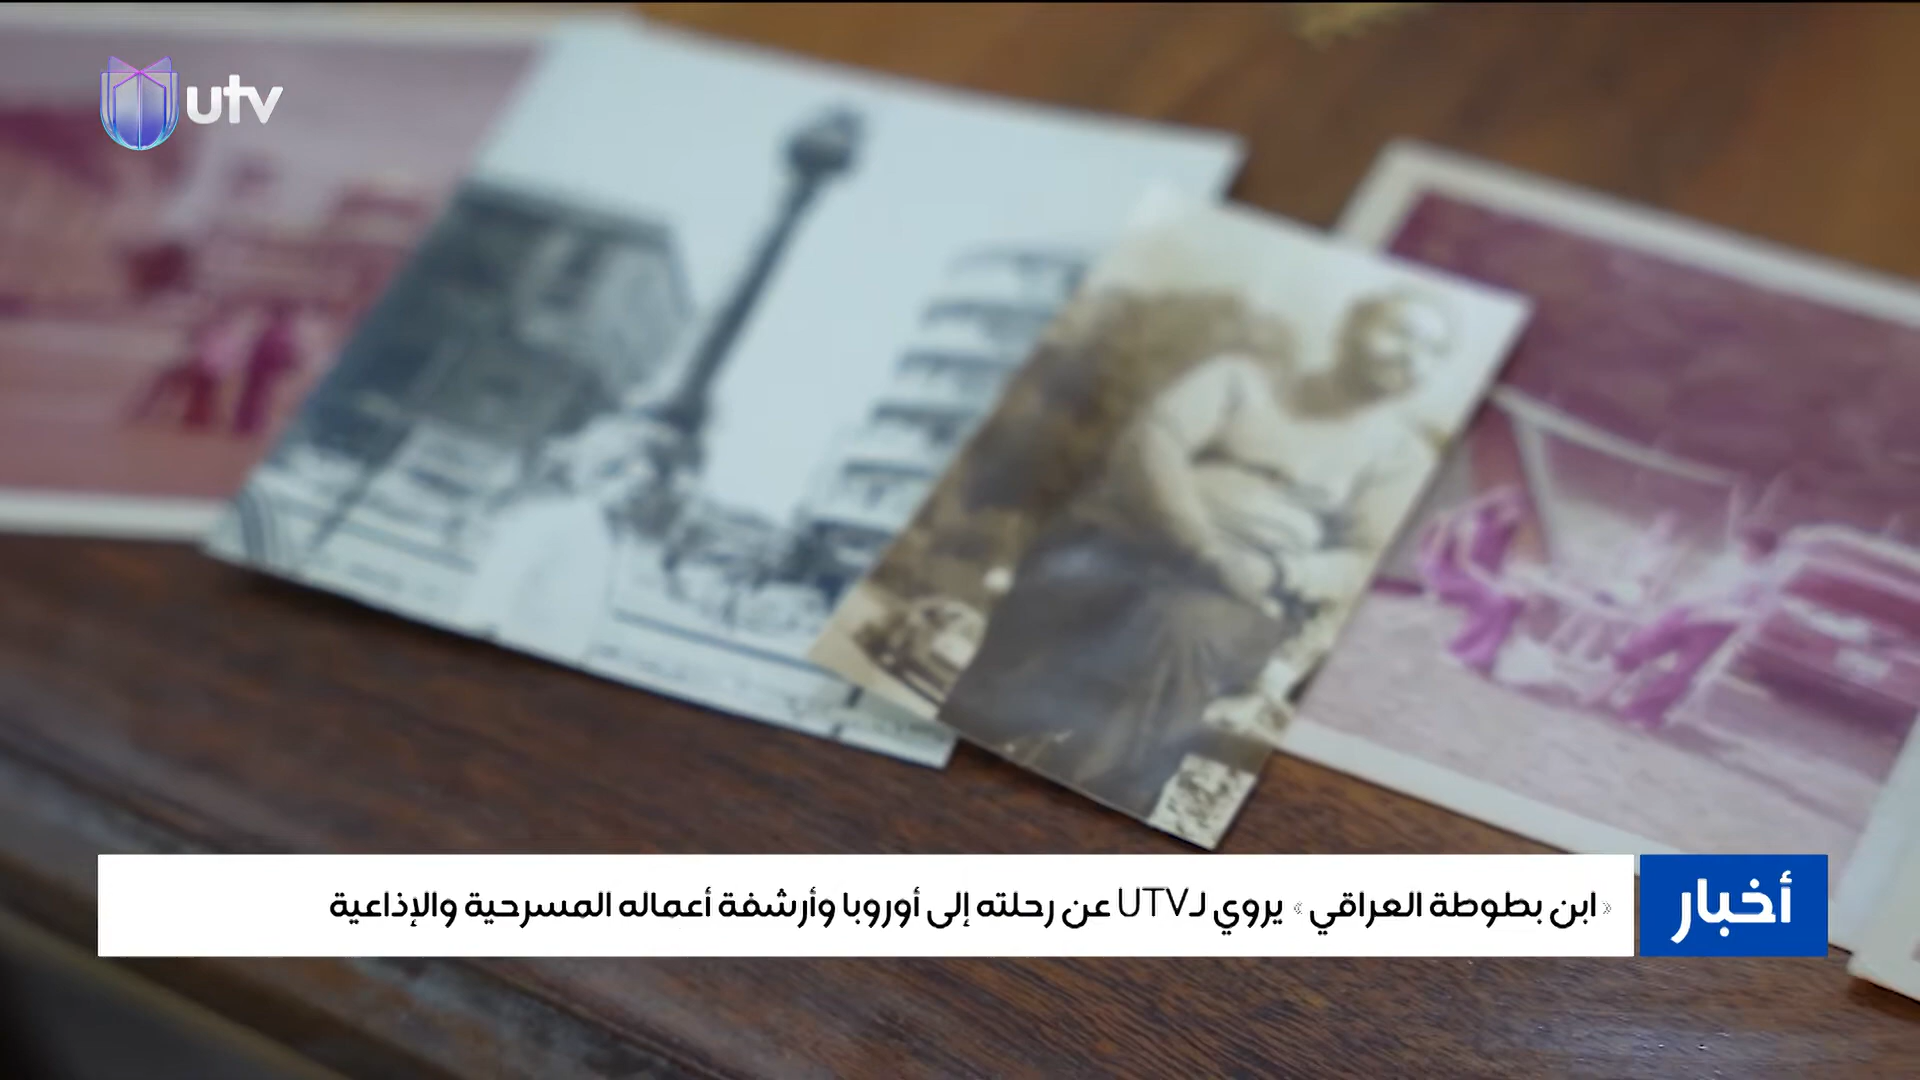 utv
أخبار
«ابن بطوطة العراقي» يروي لـUTV عن رحلته إلى أوروبا وأرشفة أعماله المسرحية والإذاعية